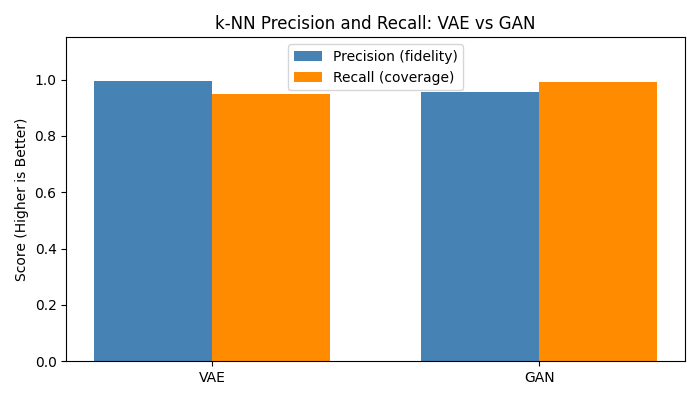 k-NN Precision and Recall: VAE vs GAN
Precision (fidelity)
Recall (coverage)
Score (Higher is Better)
1.0
0.8
0.6
0.4
0.2
0.0
VAE
GAN